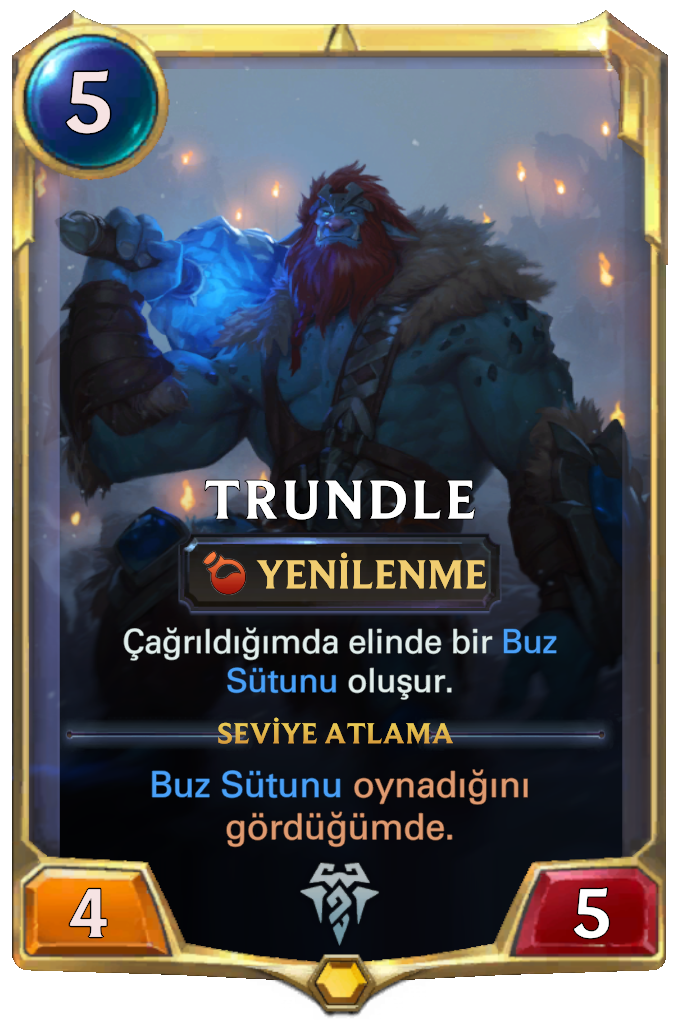 5
TRUNDLE
YENİLENME
Çağrıldığımda elinde bir Buz
Sütunu oluşur.
SEVİYE ATLAMA
Buz Sütunu oynadığını
gördüğümde.
4
5